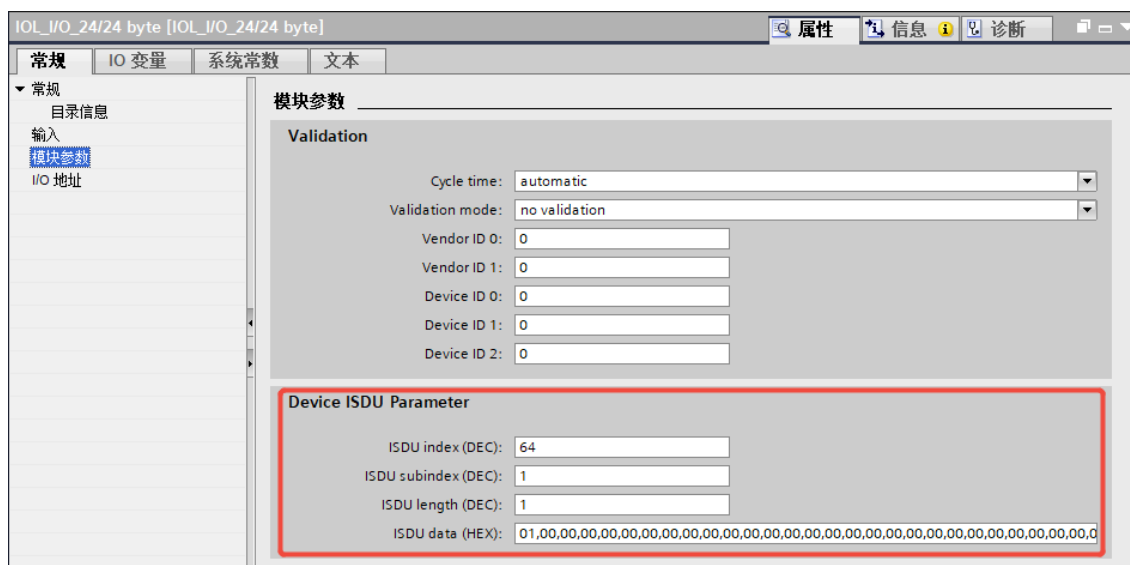 IOL_I/O_24/24 byte [IOL_I/O_24/24 byte]
属性 信息 诊断
常规 IO 变量 系统常数 文本
常规
目录信息
输入
模块参数
I/O 地址
模块参数
Validation
Cycle time: automatic
Validation mode: no validation
Vendor ID 0: 0
Vendor ID 1: 0
Device ID 0: 0
Device ID 1: 0
Device ID 2: 0
Device ISDU Parameter
ISDU index (DEC): 64
ISDU subindex (DEC): 1
ISDU length (DEC): 1
ISDU data (HEX): 01,00,00,00,00,00,00,00,00,00,00,00,00,00,00,00,00,00,00,00,00,00,00,00,00,00,00,00,0